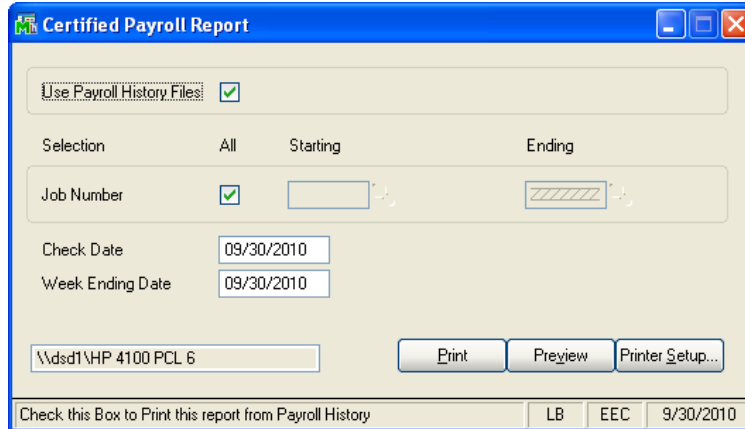 Certified Payroll Report
Use Payroll History Files
Selection All Starting Ending
Job Number ZZZZZZZ
Check Date 09/30/2010
Week Ending Date 09/30/2010
\\dsd1\HP 4100 PCL 6 Print Preview Printer Setup...
Check this Box to Print this report from Payroll History LB EEC 9/30/2010